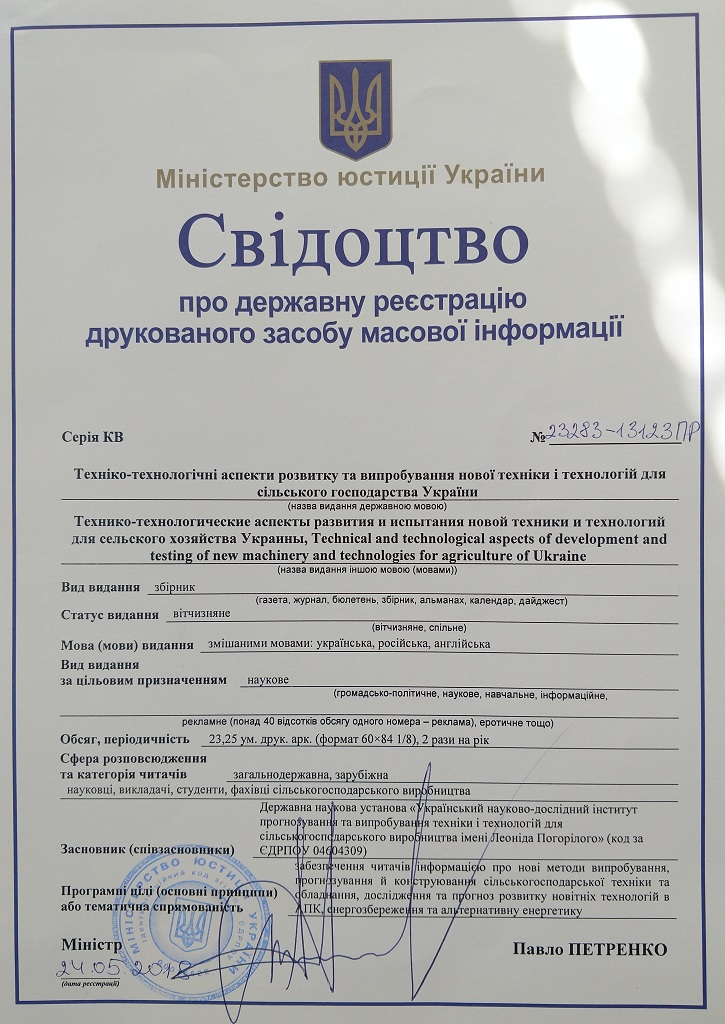 Міністерство юстиції України
Свідоцтво
про державну реєстрацію
друкованого засобу масової інформації
Серія КВ №23283-13123ПР
Техніко-технологічні аспекти розвитку та випробування нової техніки і технологій для
сільського господарства України
(назва видання державною мовою)
Технико-технологические аспекты развития и испытания новой техники и технологий
для сельского хозяйства Украины, Technical and technological aspects of development and
testing of new machinery and technologies for agriculture of Ukraine
(назва видання іншою мовою (мовами))
Вид видання збірник
(газета, журнал, бюлетень, збірник, альманах, календар, дайджест)
Статус видання вітчизняне
(вітчизняне, спільне)
Мова (мови) видання змішаними мовами: українська, російська, англійська
Вид видання
за цільовим призначенням наукове
(громадсько-політичне, наукове, навчальне, інформаційне,
рекламне (понад 40 відсотків обсягу одного номера – реклама), еротичне тощо)
Обсяг, періодичність 23,25 ум. друк. арк. (формат 60×84 1/8), 2 рази на рік
Сфера розповсюдження
та категорія читачів загальнодержавна, зарубіжна
науковці, викладачі, студенти, фахівці сільськогосподарського виробництва
Державна наукова установа «Український науково-дослідний інститут
прогнозування та випробування техніки і технологій для
сільськогосподарського виробництва імені Леоніда Погорілого» (код за
Засновник (співзасновники) ЄДРПОУ 04604309)
забезпечення читачів інформацією про нові методи випробування,
прогнозування й конструювання сільськогосподарської техніки та
Програмні цілі (основні принципи) обладнання, дослідження та прогноз розвитку новітніх технологій в
або тематична спрямованість АПК, енергозбереження та альтернативну енергетику
МІНІСТЕРСТВО ЮСТИЦІЇ УКРАЇНИ
Міністр Павло ПЕТРЕНКО
24.05.2018
(дата реєстрації)